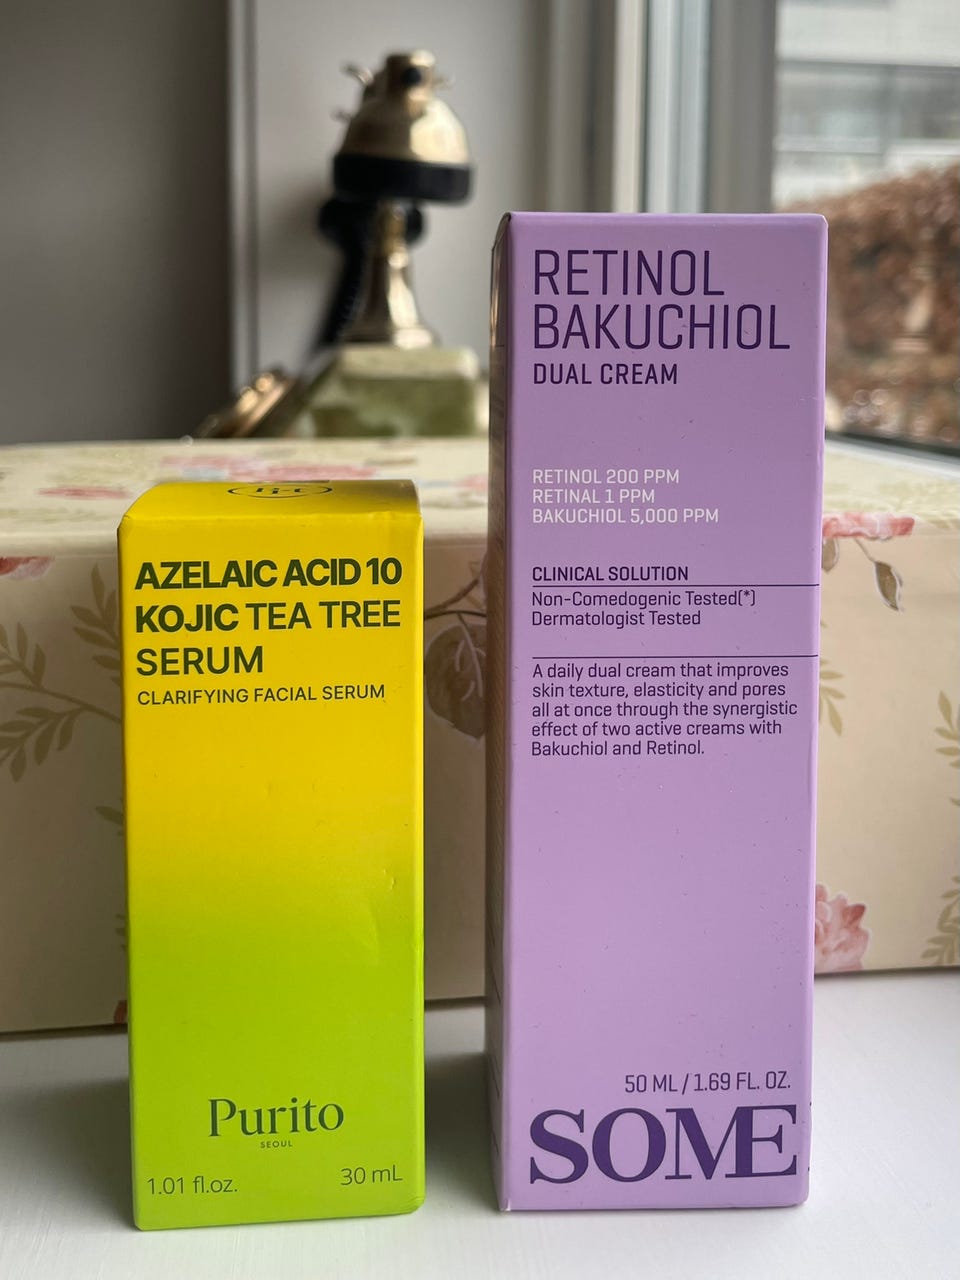 AZELAIC ACID 10
KOJIC TEA TREE
SERUM
CLARIFYING FACIAL SERUM
Purito
SEOUL
1.01 fl.oz.
30 mL
RETINOL
BAKUCHIOL
DUAL CREAM
RETINOL 200 PPM
RETINAL 1 PPM
BAKUCHIOL 5,000 PPM
CLINICAL SOLUTION
Non-Comedogenic Tested(*)
Dermatologist Tested
A daily dual cream that improves
skin texture, elasticity and pores
all at once through the synergistic
effect of two active creams with
Bakuchiol and Retinol.
50 ML / 1.69 FL. OZ.
SOME